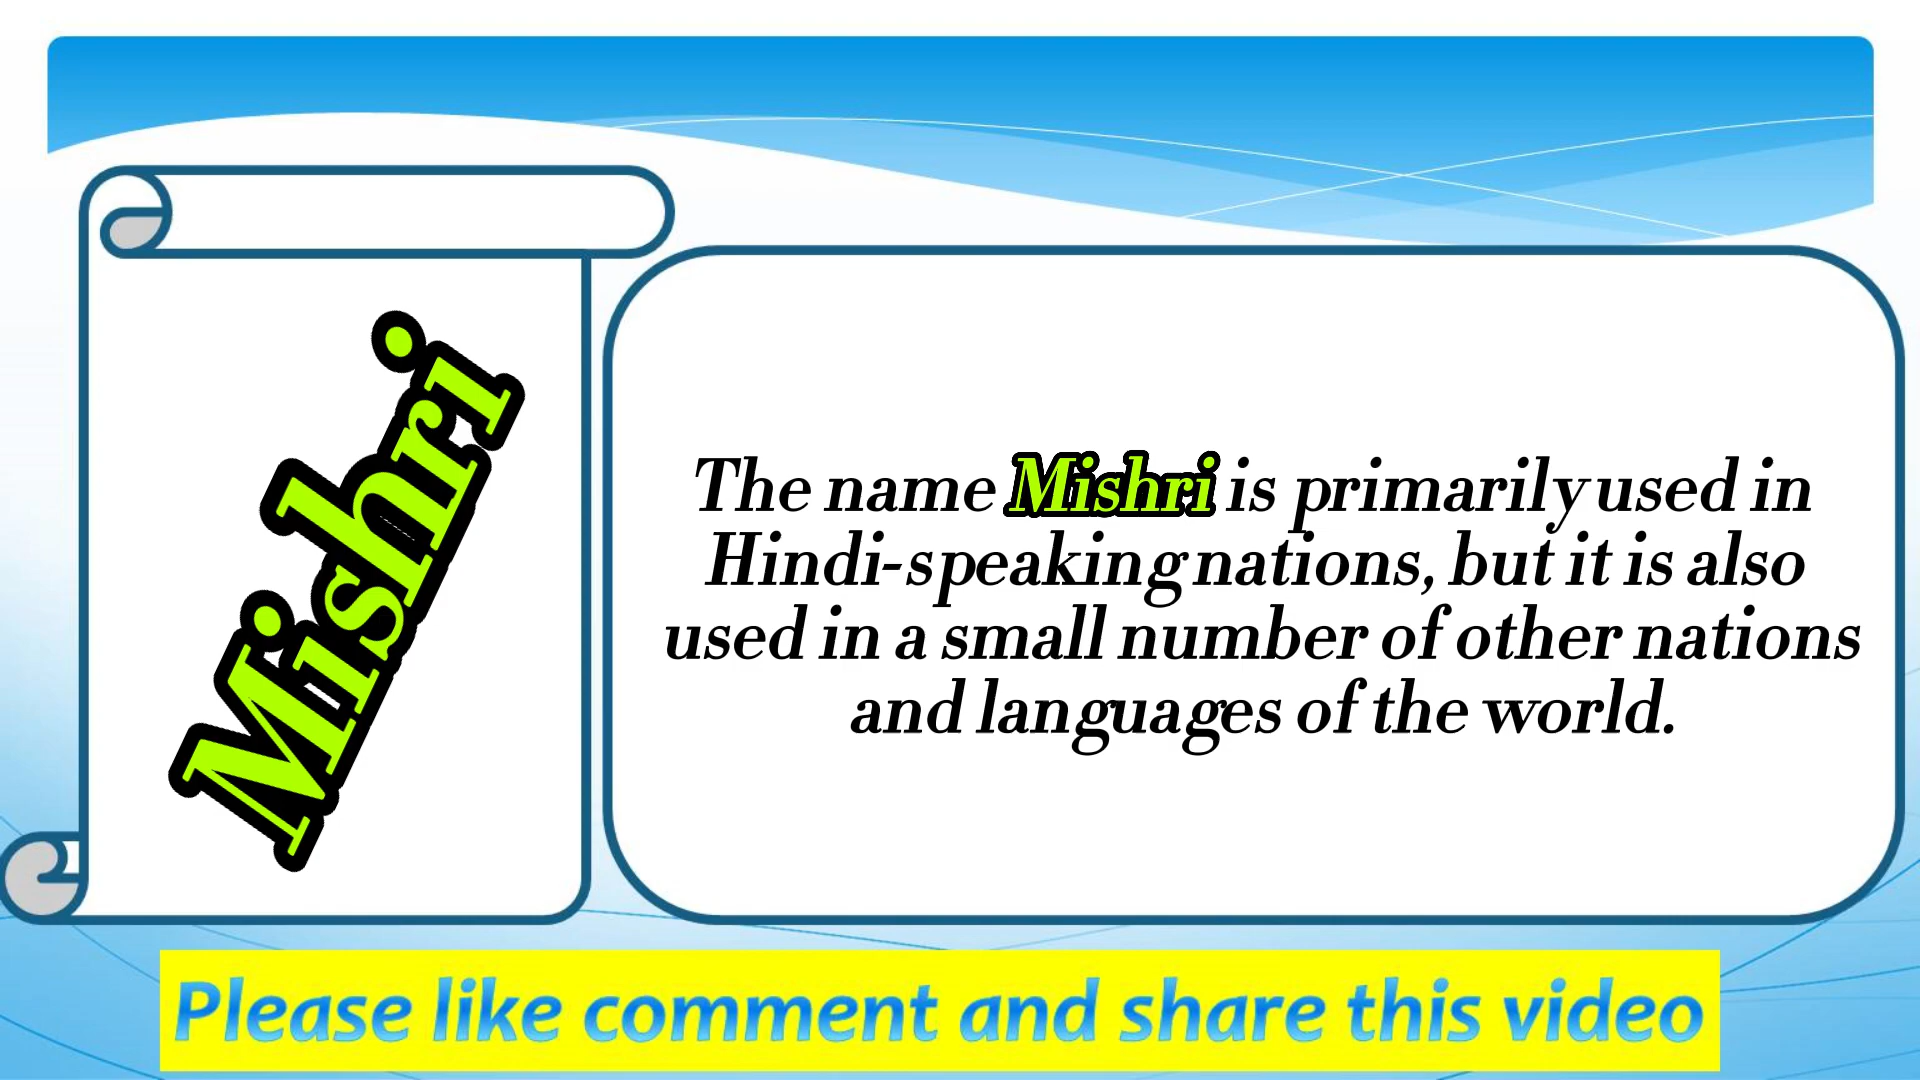 Mishri
The name Mishri is primarily used in
Hindi-speaking nations, but it is also
used in a small number of other nations
and languages of the world.
Please like comment and share this video